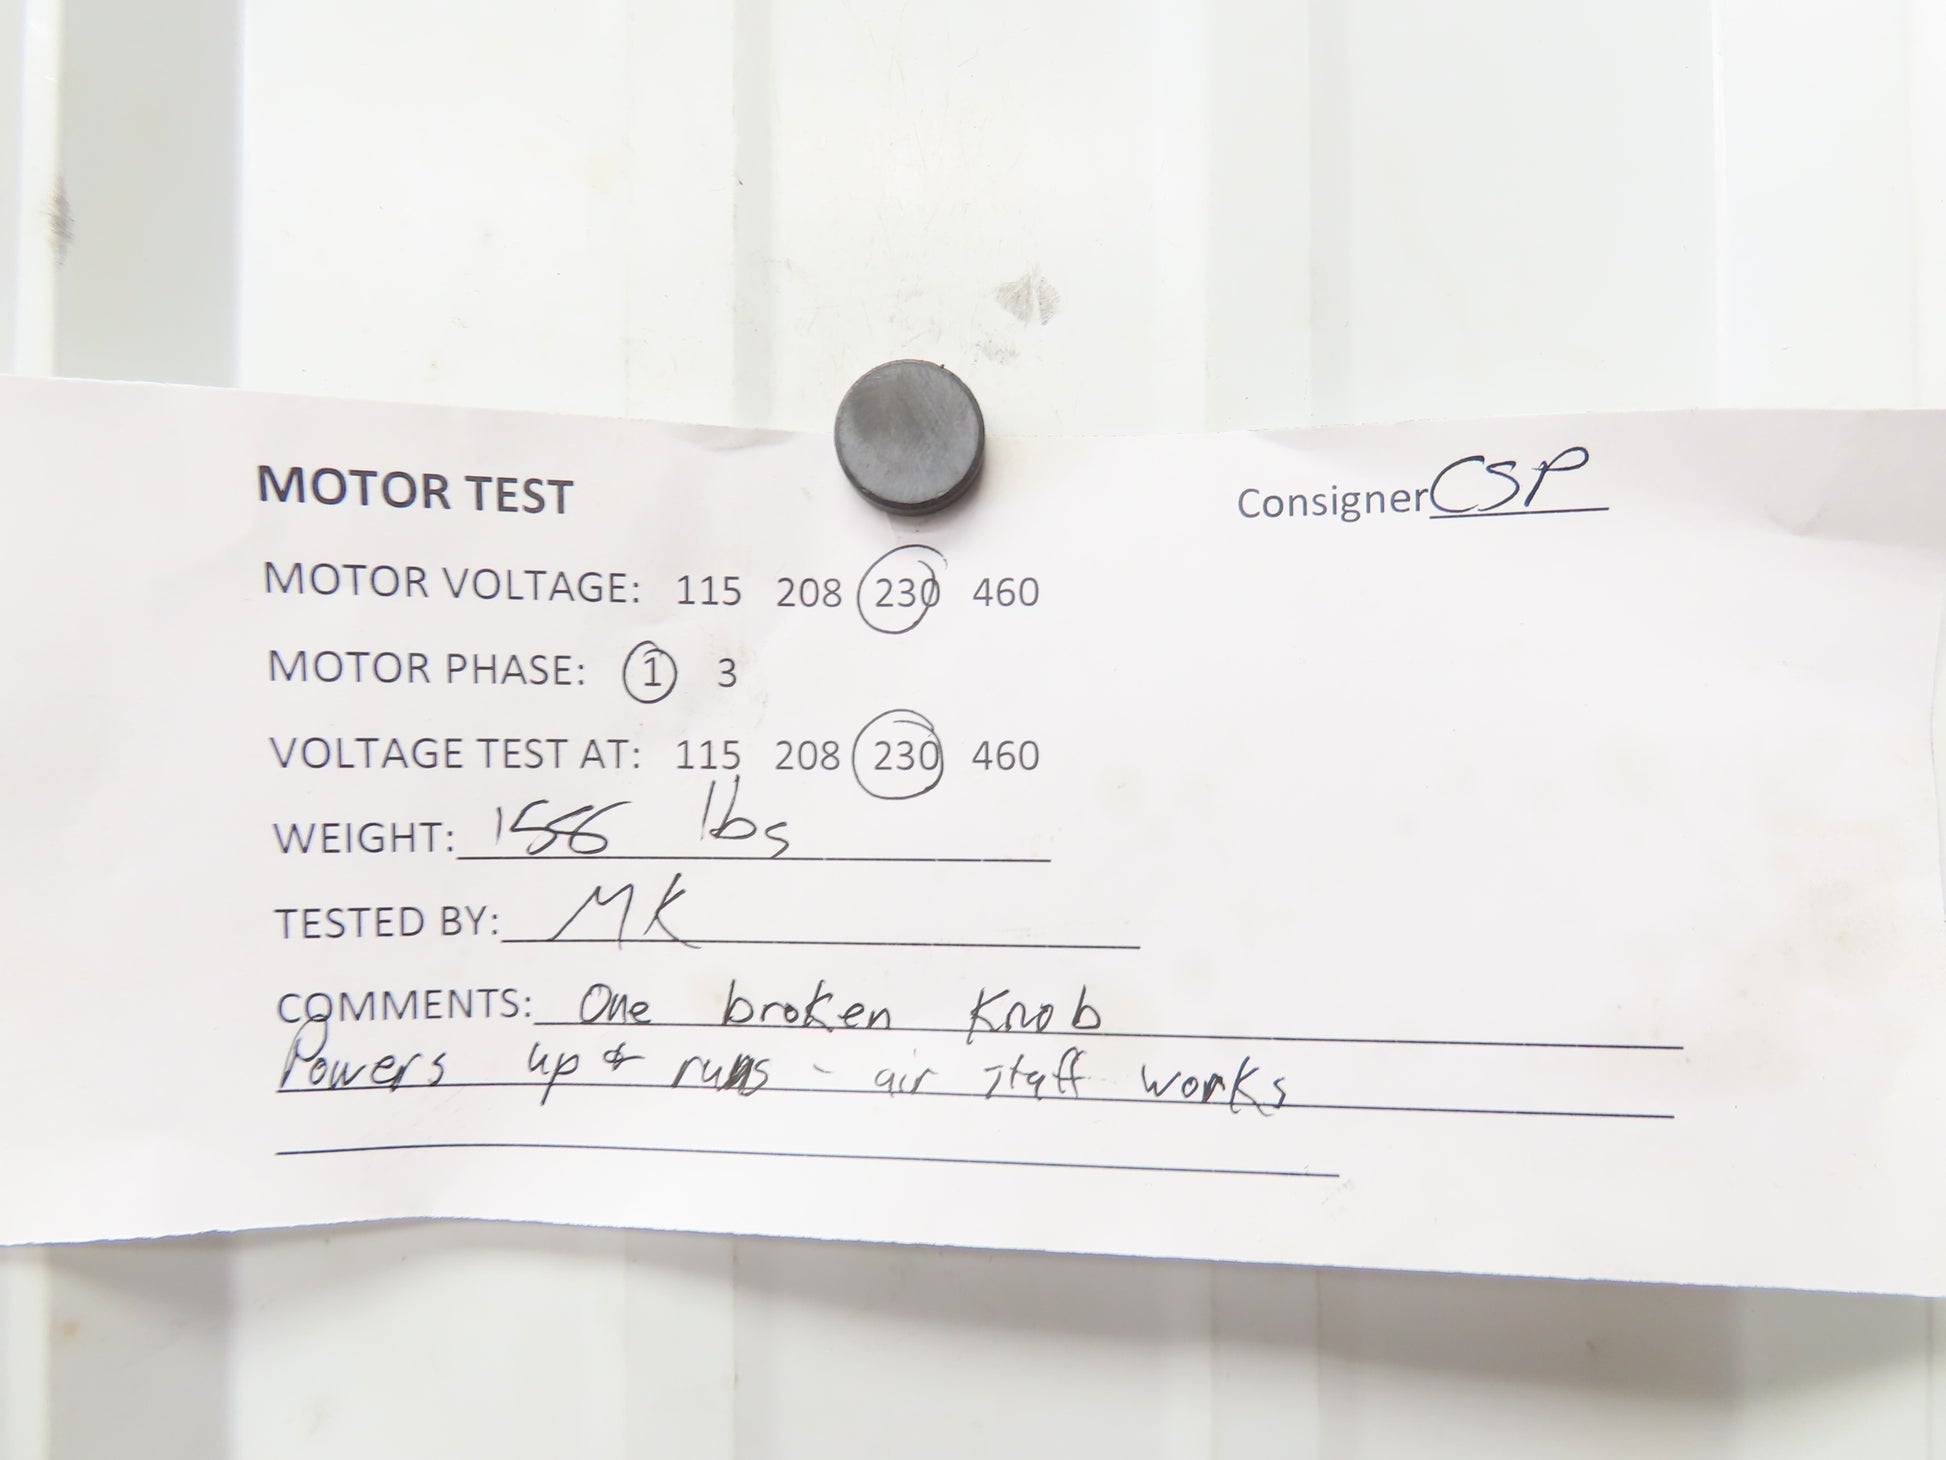 MOTOR TEST
Consigner CSP
MOTOR VOLTAGE: 115 208 230 460
MOTOR PHASE: 1 3
VOLTAGE TEST AT: 115 208 230 460
WEIGHT: lbs
TESTED BY: MK
COMMENTS: One broken Knob
Powers up & runs - air staff works